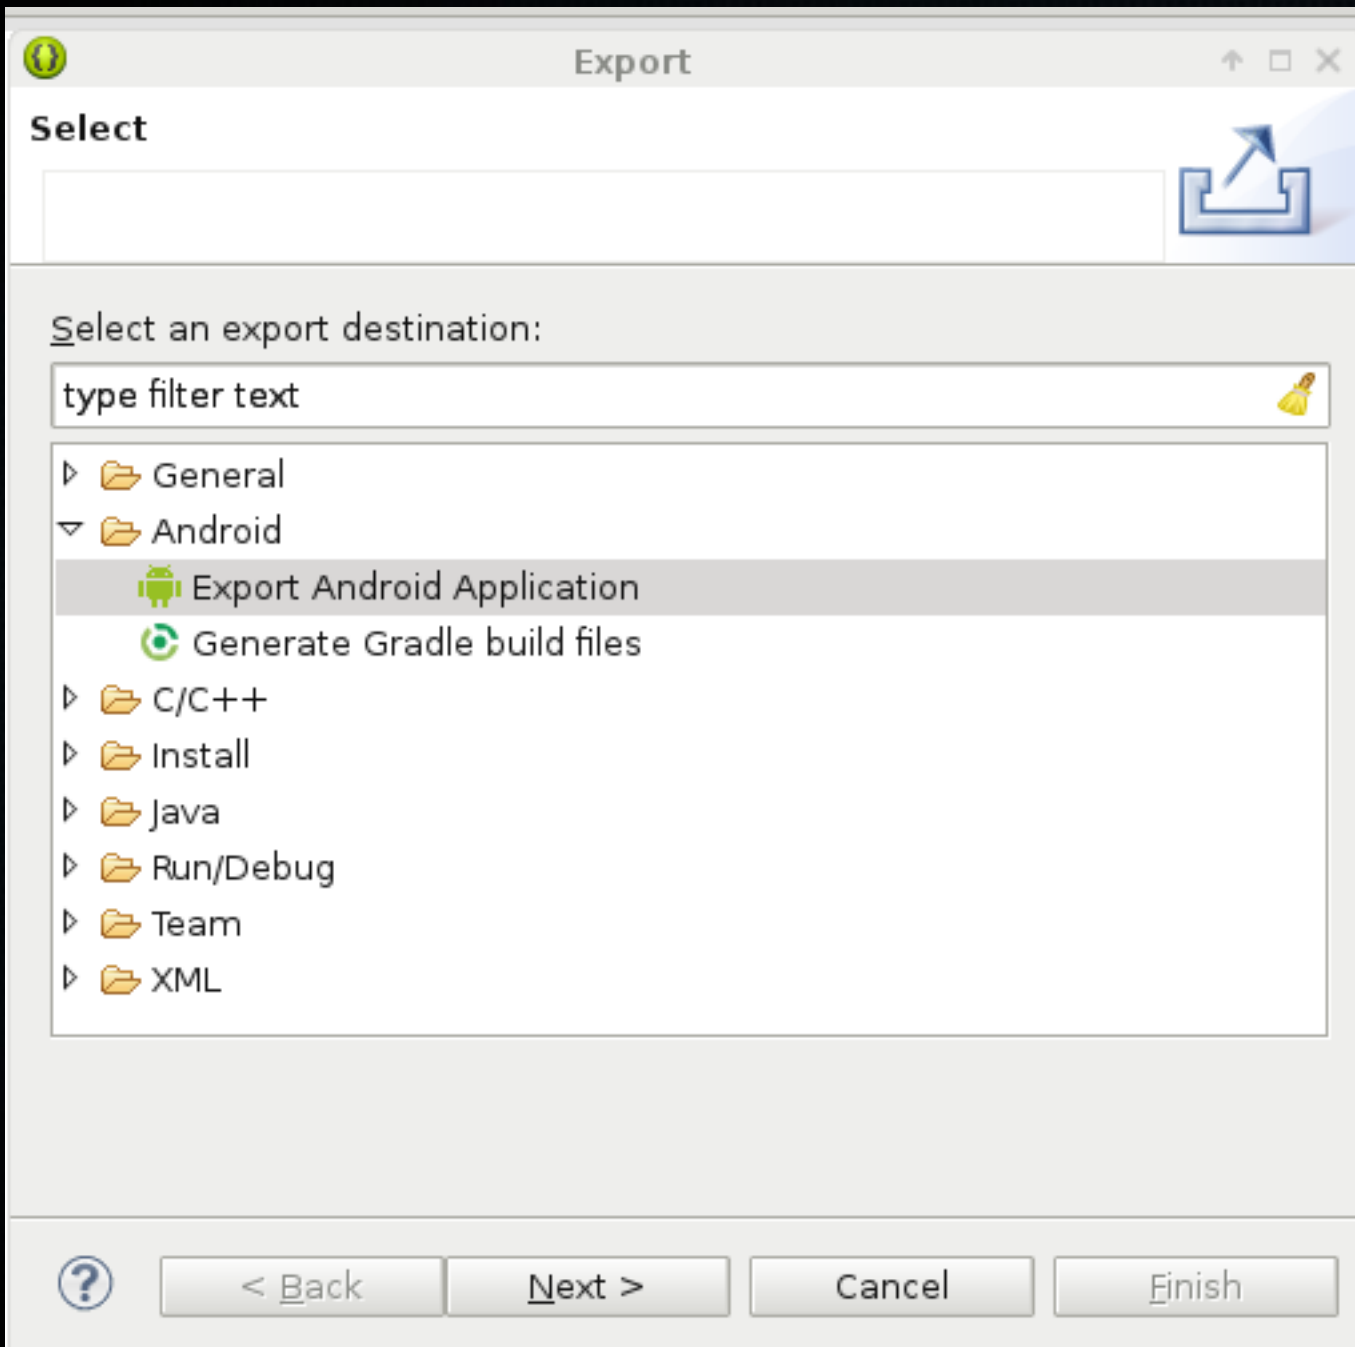 Export
Select
Select an export destination:
type filter text
General
Android
Export Android Application
Generate Gradle build files
C/C++
Install
Java
Run/Debug
Team
XML
< Back Next > Cancel Finish